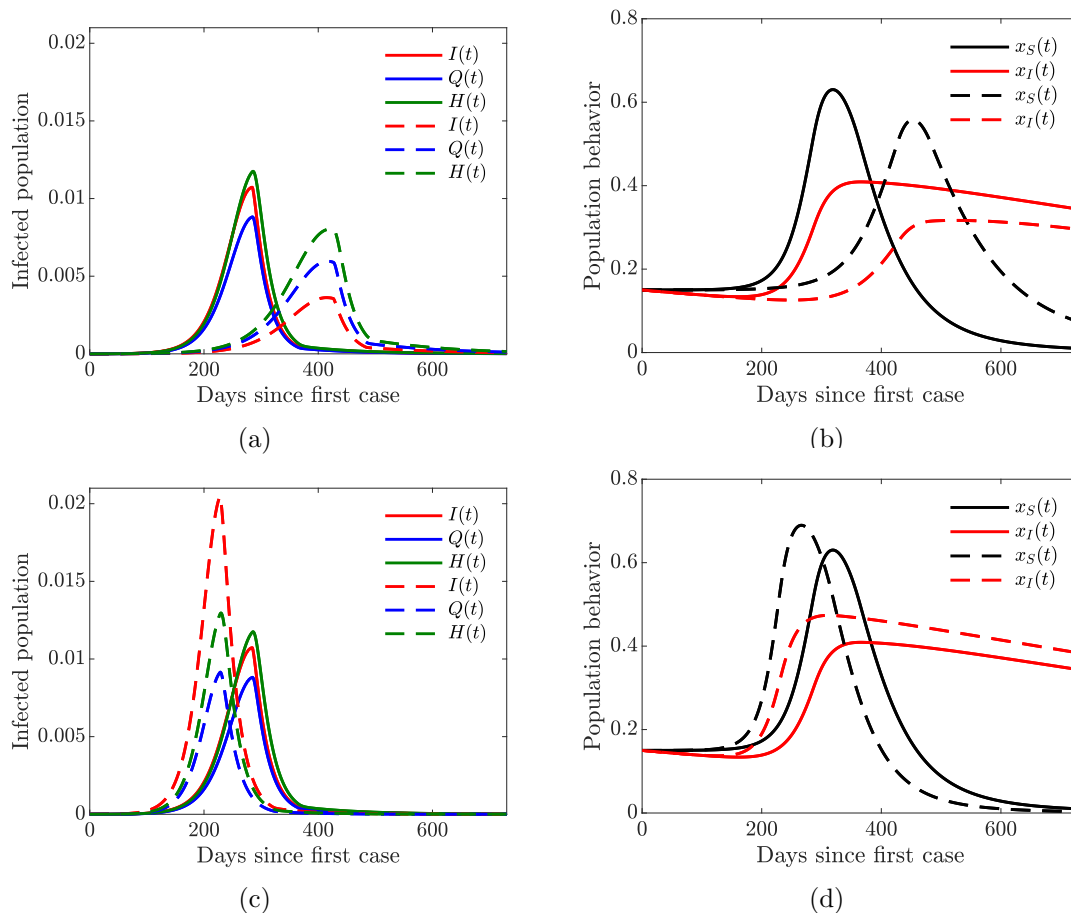 0.02
0.015
0.01
0.005
0
Infected population
I(t)
Q(t)
H(t)
I(t)
Q(t)
H(t)
0 200 400 600
Days since first case
(a)
0.8
0.6
0.4
0.2
0
Population behavior
x_S(t)
x_I(t)
x_S(t)
x_I(t)
0 200 400 600
Days since first case
(b)
0.02
0.015
0.01
0.005
0
Infected population
I(t)
Q(t)
H(t)
I(t)
Q(t)
H(t)
0 200 400 600
Days since first case
(c)
0.8
0.6
0.4
0.2
0
Population behavior
x_S(t)
x_I(t)
x_S(t)
x_I(t)
0 200 400 600
Days since first case
(d)